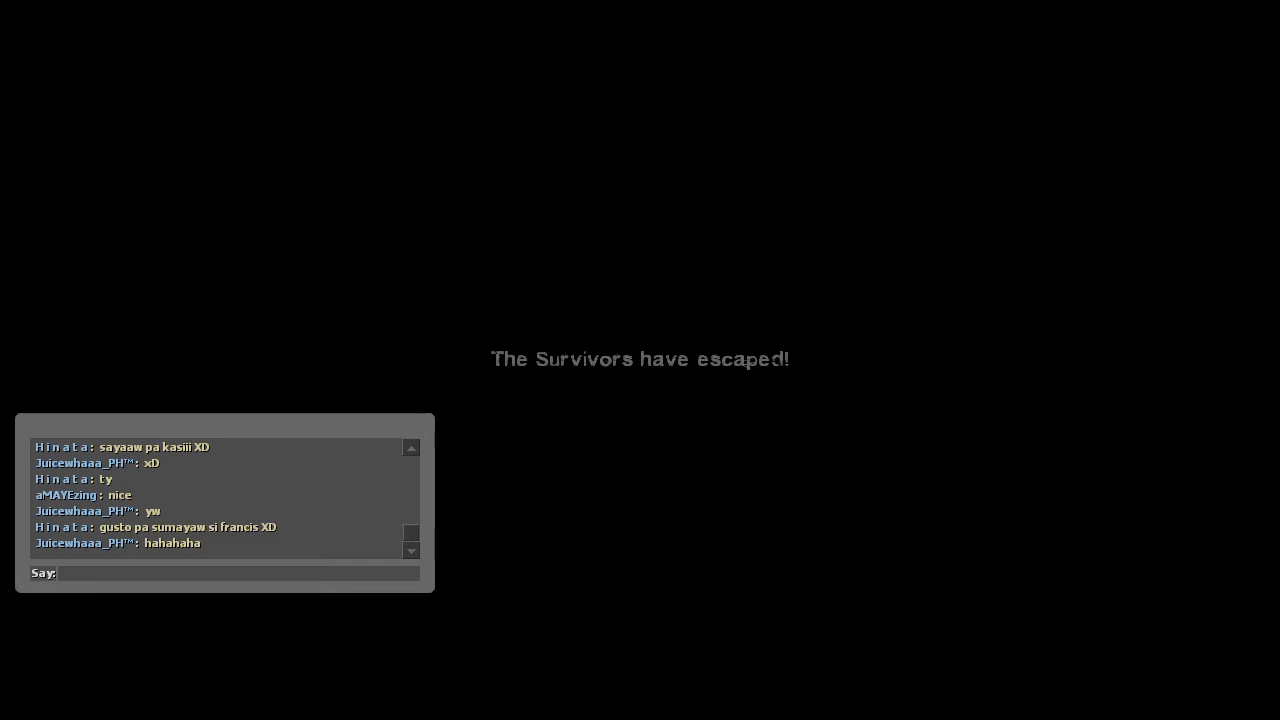 The Survivors have escaped!
H i n a t a : sayaaw pa kasiii XD
Juicewhaaa_PH™ : xD
H i n a t a : ty
aMAYEzing : nice
Juicewhaaa_PH™ : yw
H i n a t a : gusto pa sumayaw si francis XD
Juicewhaaa_PH™ : hahahaha
Say: